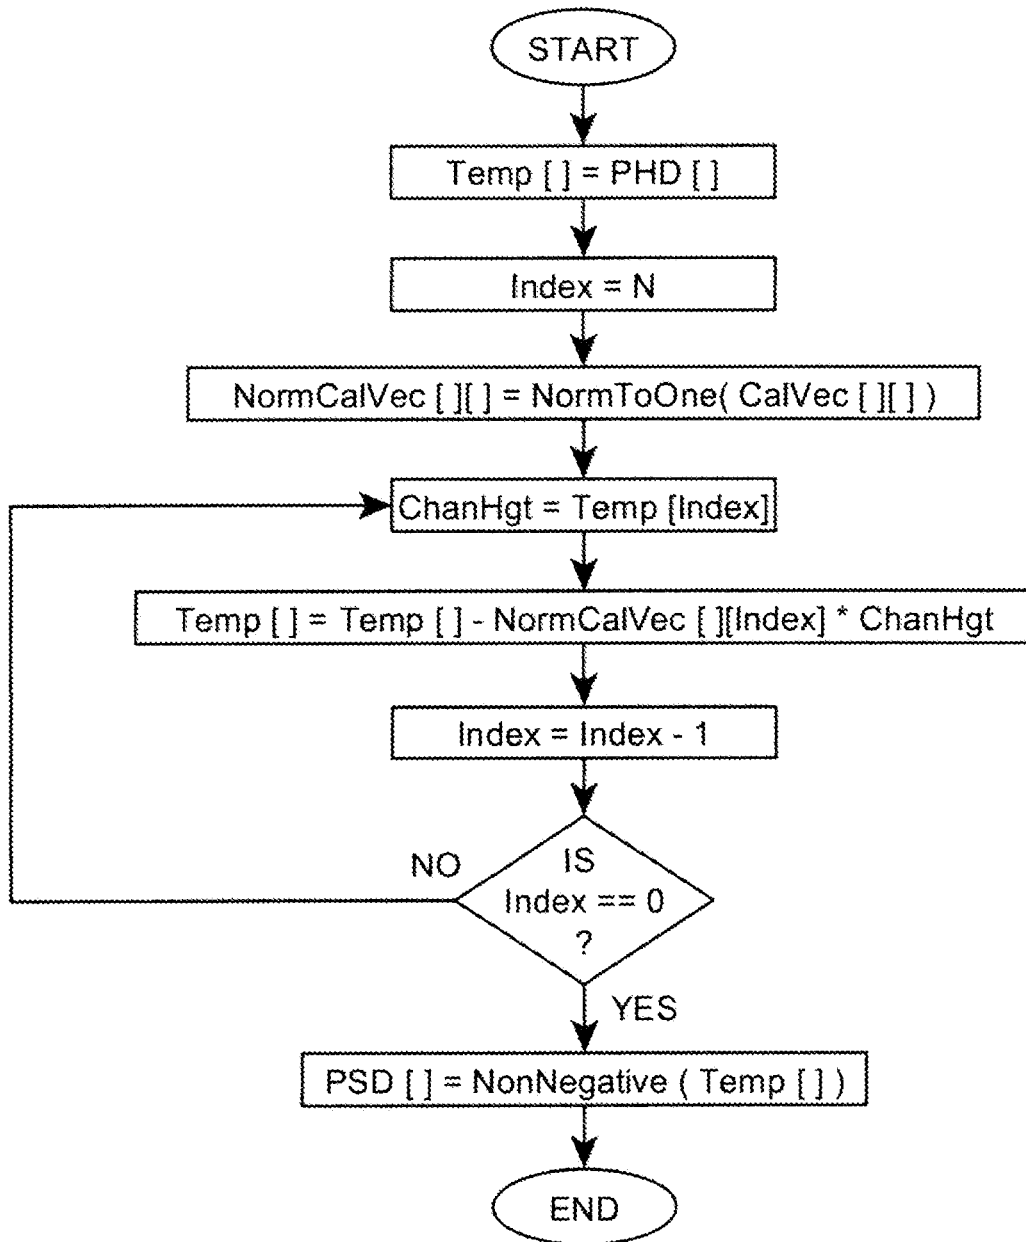 START
Temp [ ] = PHD [ ]
Index = N
NormCalVec [ ][ ] = NormToOne( CalVec [ ][ ] )
ChanHgt = Temp [Index]
Temp [ ] = Temp [ ] - NormCalVec [ ][Index] * ChanHgt
Index = Index - 1
NO
IS
Index == 0
?
YES
PSD [ ] = NonNegative ( Temp [ ] )
END